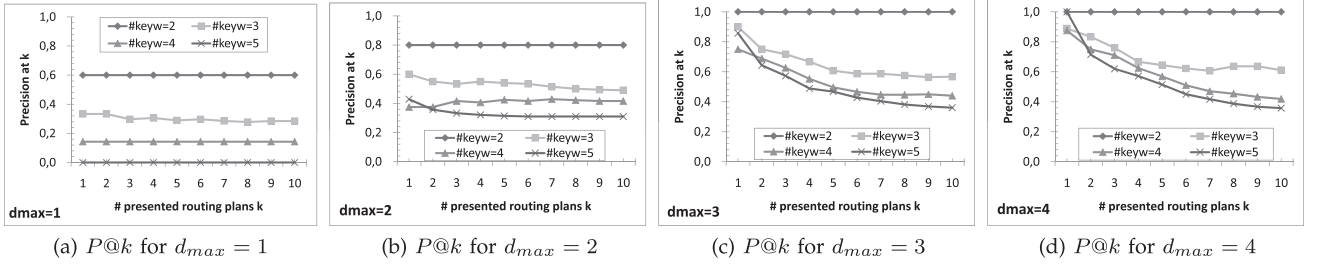 Precision at k
1,0
0,8
0,6
0,4
0,2
0,0
#keyw=2 #keyw=3
#keyw=4 #keyw=5
1 2 3 4 5 6 7 8 9 10
dmax=1 # presented routing plans k
(a) P@k for dmax = 1
Precision at k
1,0
0,8
0,6
0,4
0,2
0,0
#keyw=2 #keyw=3
#keyw=4 #keyw=5
1 2 3 4 5 6 7 8 9 10
dmax=2 # presented routing plans k
(b) P@k for dmax = 2
Precision at k
1,0
0,8
0,6
0,4
0,2
0,0
#keyw=2 #keyw=3
#keyw=4 #keyw=5
1 2 3 4 5 6 7 8 9 10
dmax=3 # presented routing plans k
(c) P@k for dmax = 3
Precision at k
1,0
0,8
0,6
0,4
0,2
0,0
#keyw=2 #keyw=3
#keyw=4 #keyw=5
1 2 3 4 5 6 7 8 9 10
dmax=4 # presented routing plans k
(d) P@k for dmax = 4